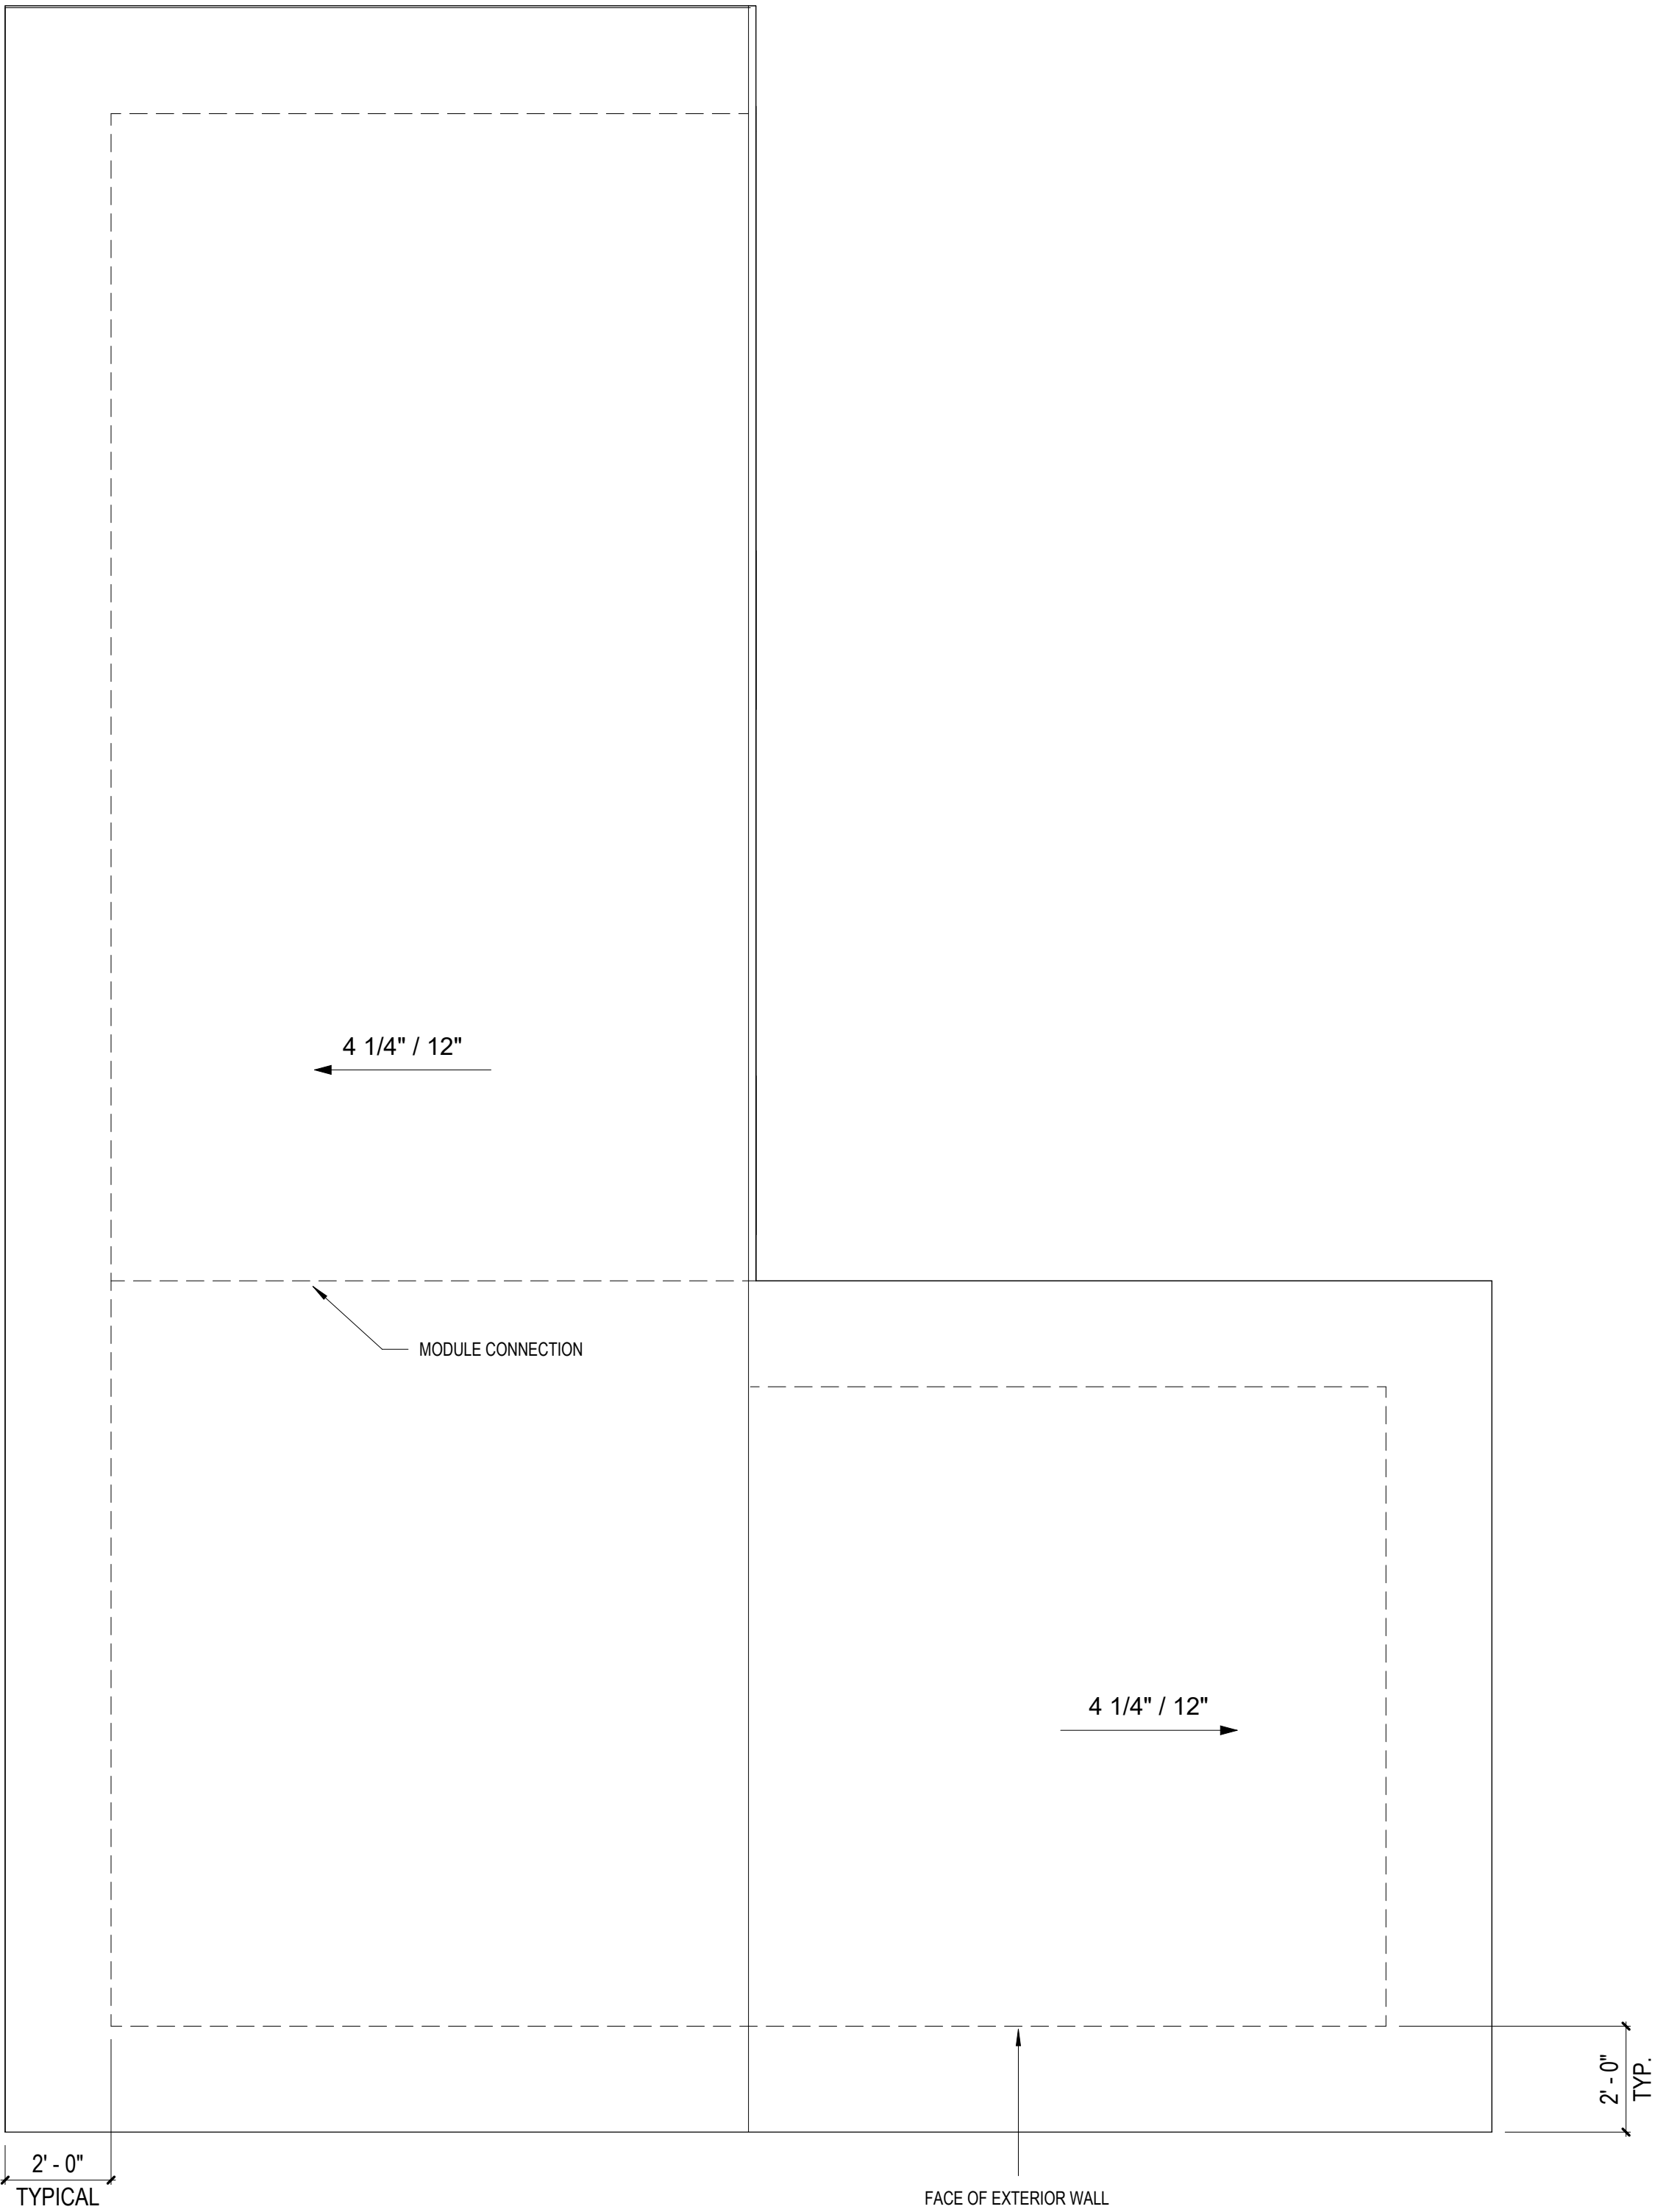 4 1/4" / 12"
MODULE CONNECTION
4 1/4" / 12"
2' - 0"
TYP.
2' - 0"
TYPICAL
FACE OF EXTERIOR WALL